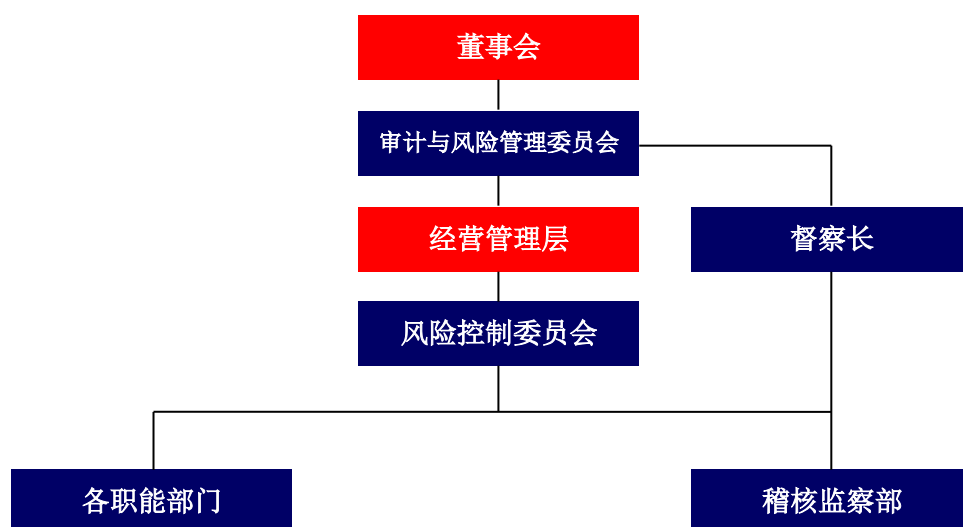 董事会
审计与风险管理委员会
经营管理层
督察长
风险控制委员会
各职能部门
稽核监察部